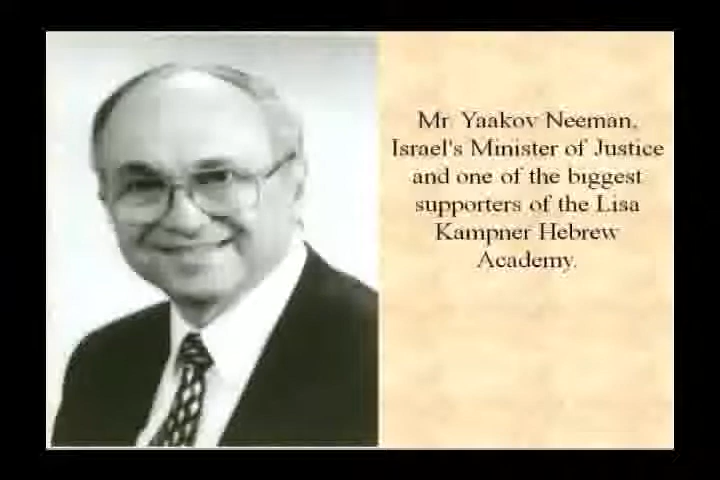 Mr. Yaakov Neeman,
Israel's Minister of Justice
and one of the biggest
supporters of the Lisa
Kampner Hebrew
Academy.